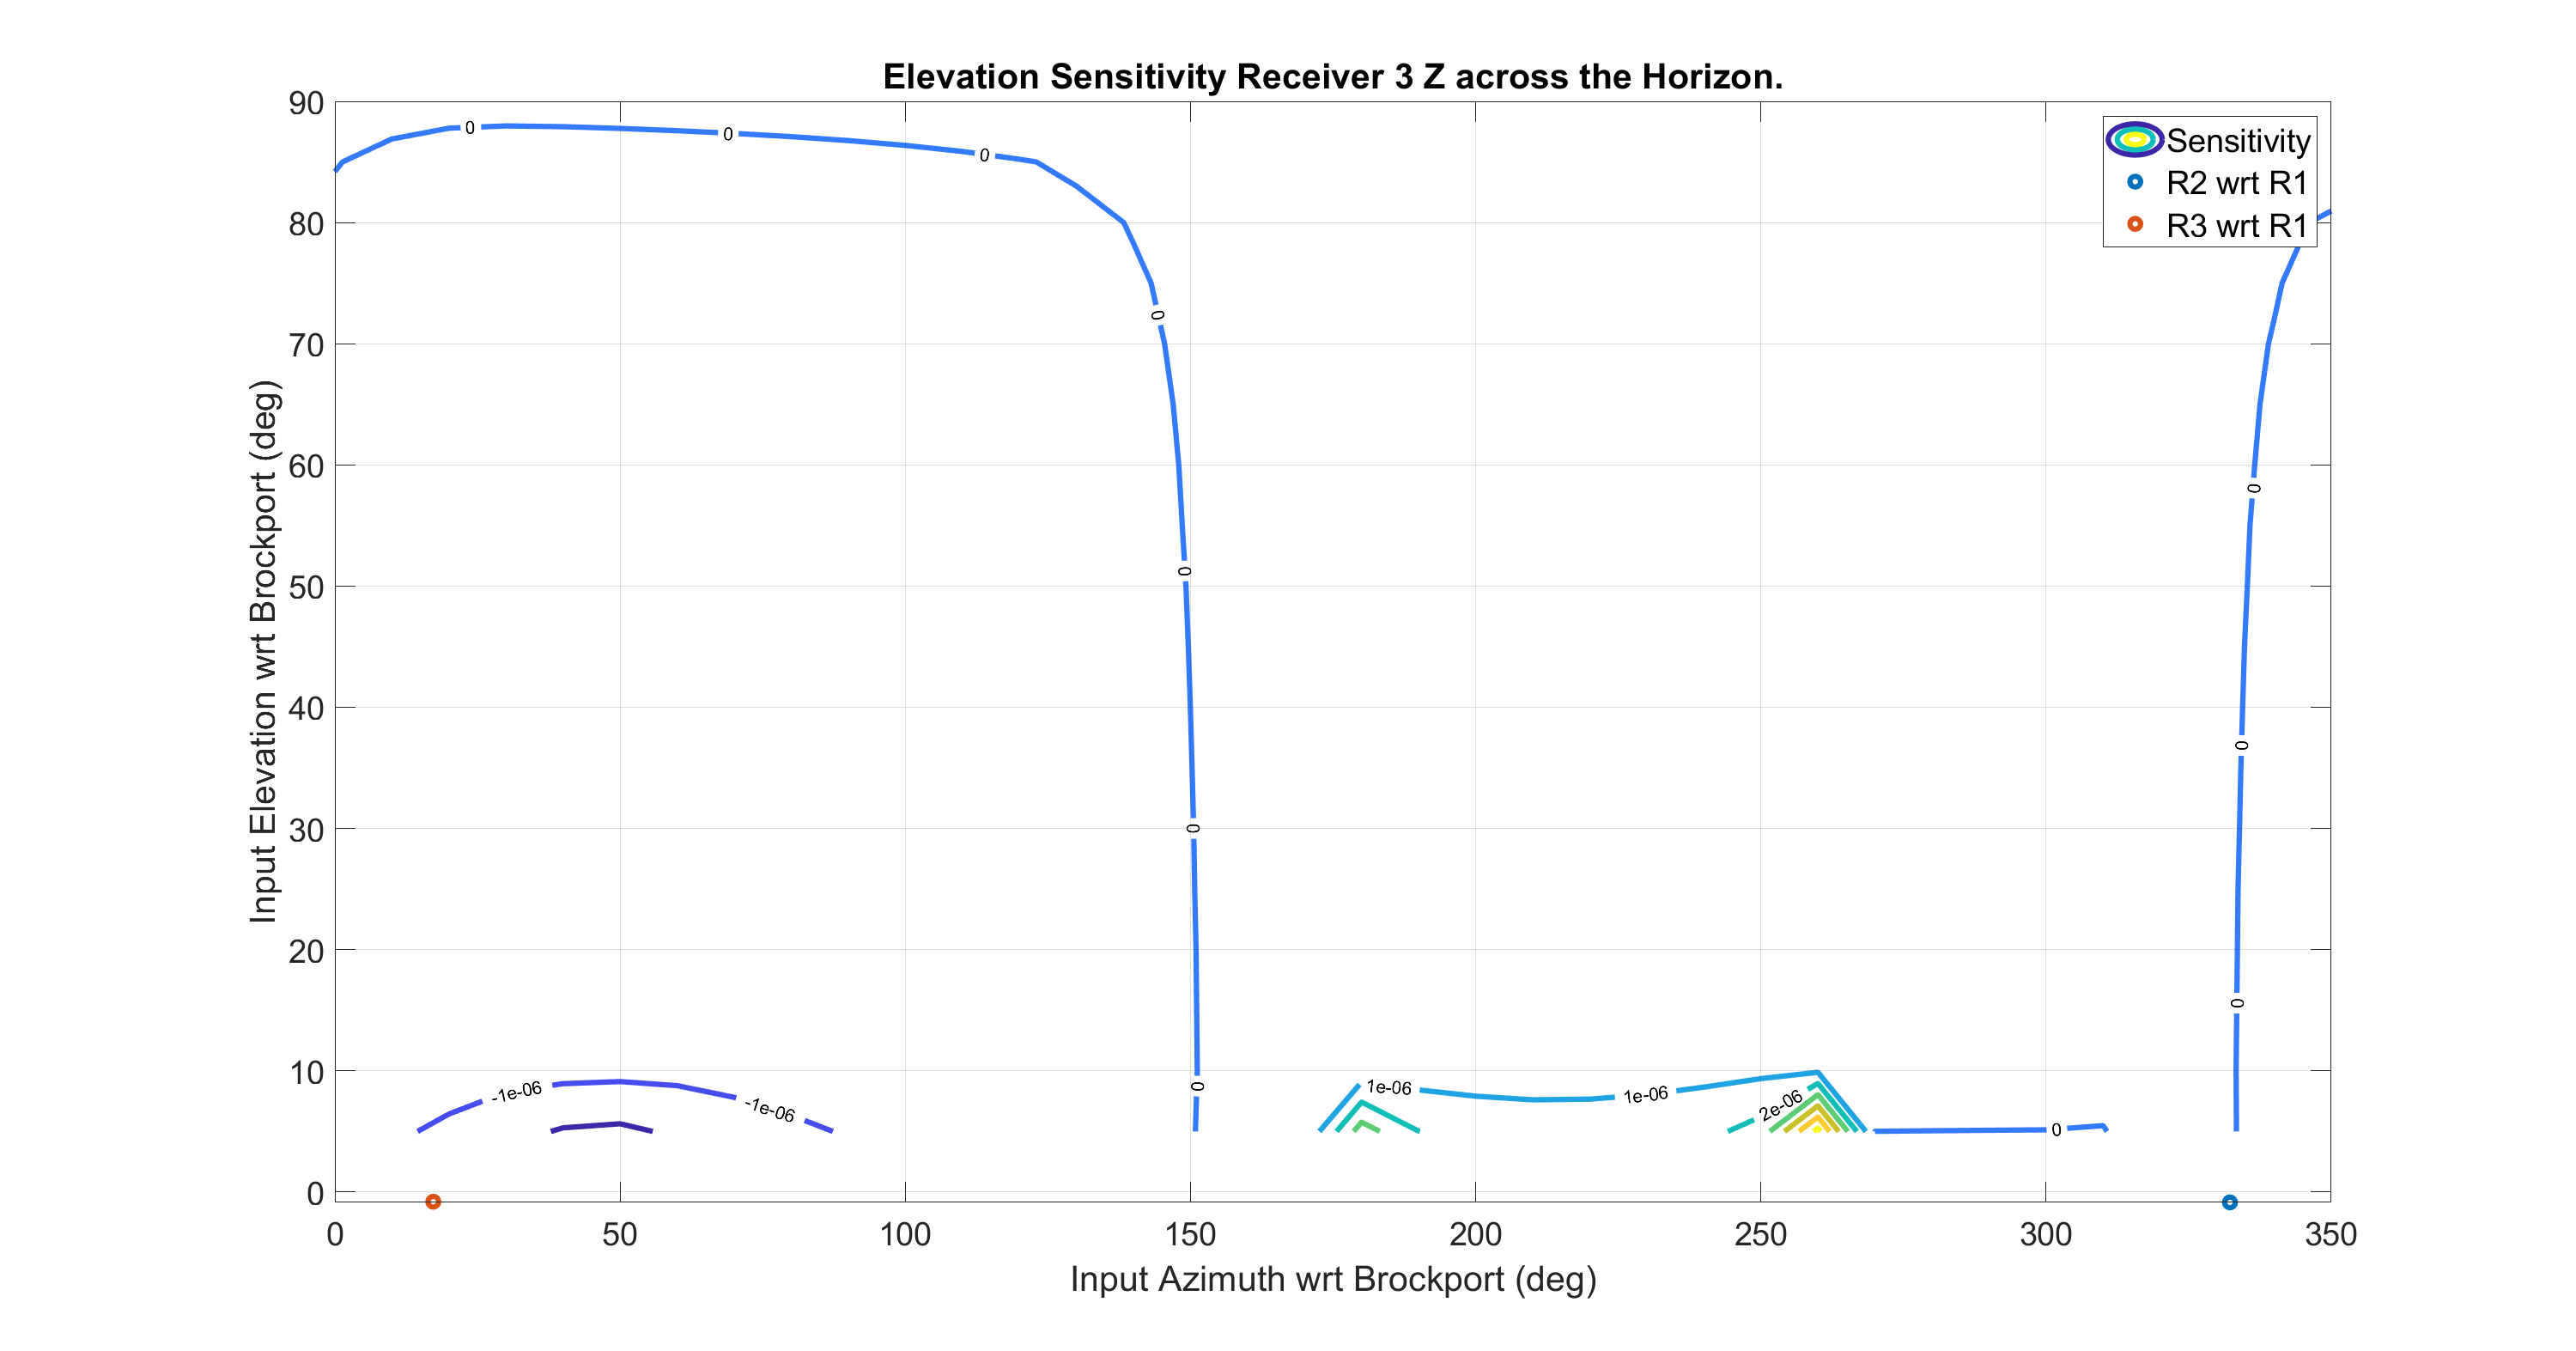 Elevation Sensitivity Receiver 3 Z across the Horizon.
Sensitivity
R2 wrt R1
R3 wrt R1
Input Elevation wrt Brockport (deg)
90
80
70
60
50
40
30
20
10
0
0
0
0
0
0
0
0
0
0
0
0
-1e-06
-1e-06
1e-06
1e-06
2e-06
0 50 100 150 200 250 300 350
Input Azimuth wrt Brockport (deg)